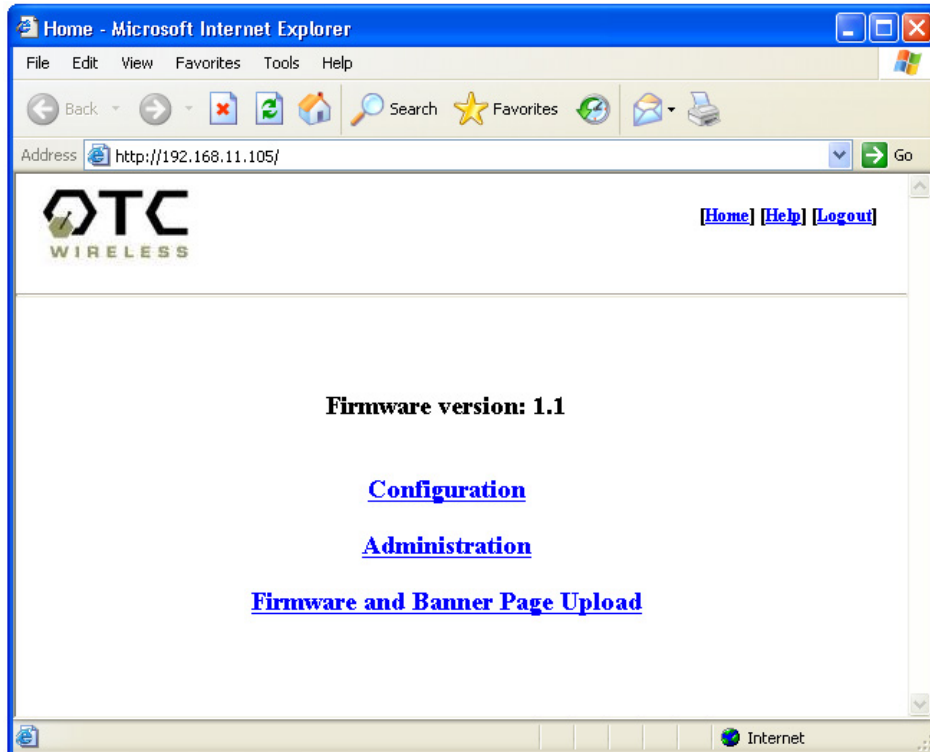 Home - Microsoft Internet Explorer
File Edit View Favorites Tools Help
Back Search Favorites
Address http://192.168.11.105/ Go
OTC
WIRELESS
[Home] [Help] [Logout]
Firmware version: 1.1
Configuration
Administration
Firmware and Banner Page Upload
Internet